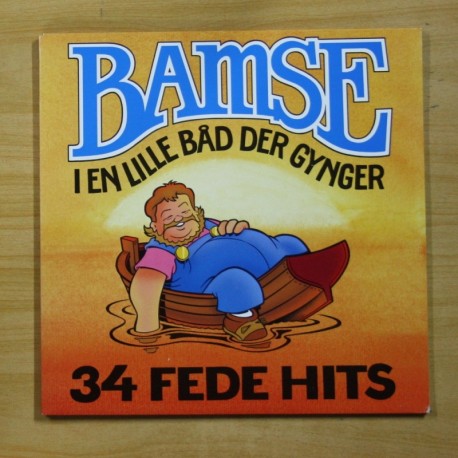 BAMSE
I EN LILLE BÅD DER GYNGER
34 FEDE HITS